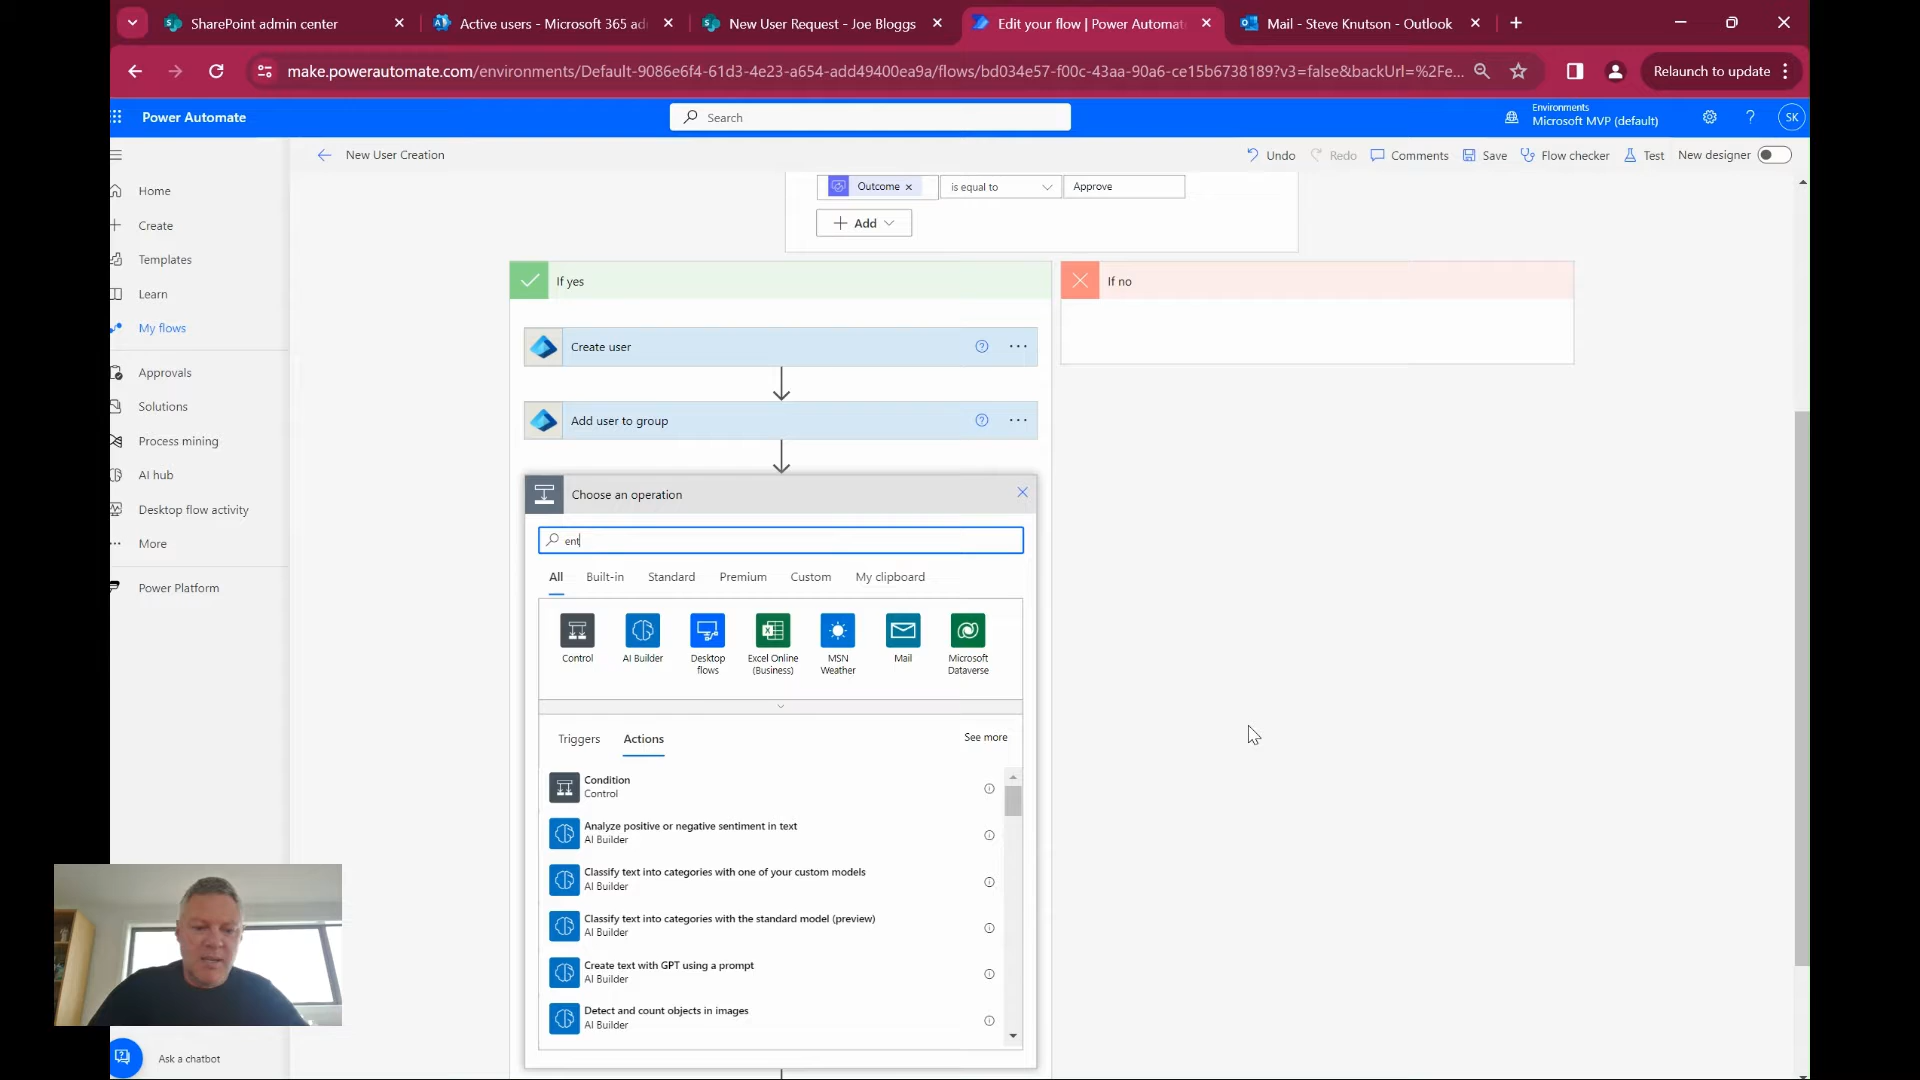 SharePoint admin center
Active users - Microsoft 365 ad
New User Request - Joe Bloggs
Edit your flow | Power Automat
Mail - Steve Knutson - Outlook
make.powerautomate.com/environments/Default-9086e6f4-61d3-4e23-a654-add49400ea9a/flows/bd034e57-f00c-43aa-90a6-ce15b6738189?v3=false&backUrl=%2Fe...
Relaunch to update
Power Automate
Search
Environments
Microsoft MVP (default)
SK
New User Creation
Undo
Redo
Comments
Save
Flow checker
Test
New designer
Home
Create
Templates
Learn
My flows
Approvals
Solutions
Process mining
AI hub
Desktop flow activity
More
Power Platform
Ask a chatbot
Outcome
is equal to
Approve
Add
If yes
If no
Create user
Add user to group
Choose an operation
ent
All
Built-in
Standard
Premium
Custom
My clipboard
Control
AI Builder
Desktop
flows
Excel Online
(Business)
MSN
Weather
Mail
Microsoft
Dataverse
Triggers
Actions
See more
Condition
Control
Analyze positive or negative sentiment in text
AI Builder
Classify text into categories with one of your custom models
AI Builder
Classify text into categories with the standard model (preview)
AI Builder
Create text with GPT using a prompt
AI Builder
Detect and count objects in images
AI Builder